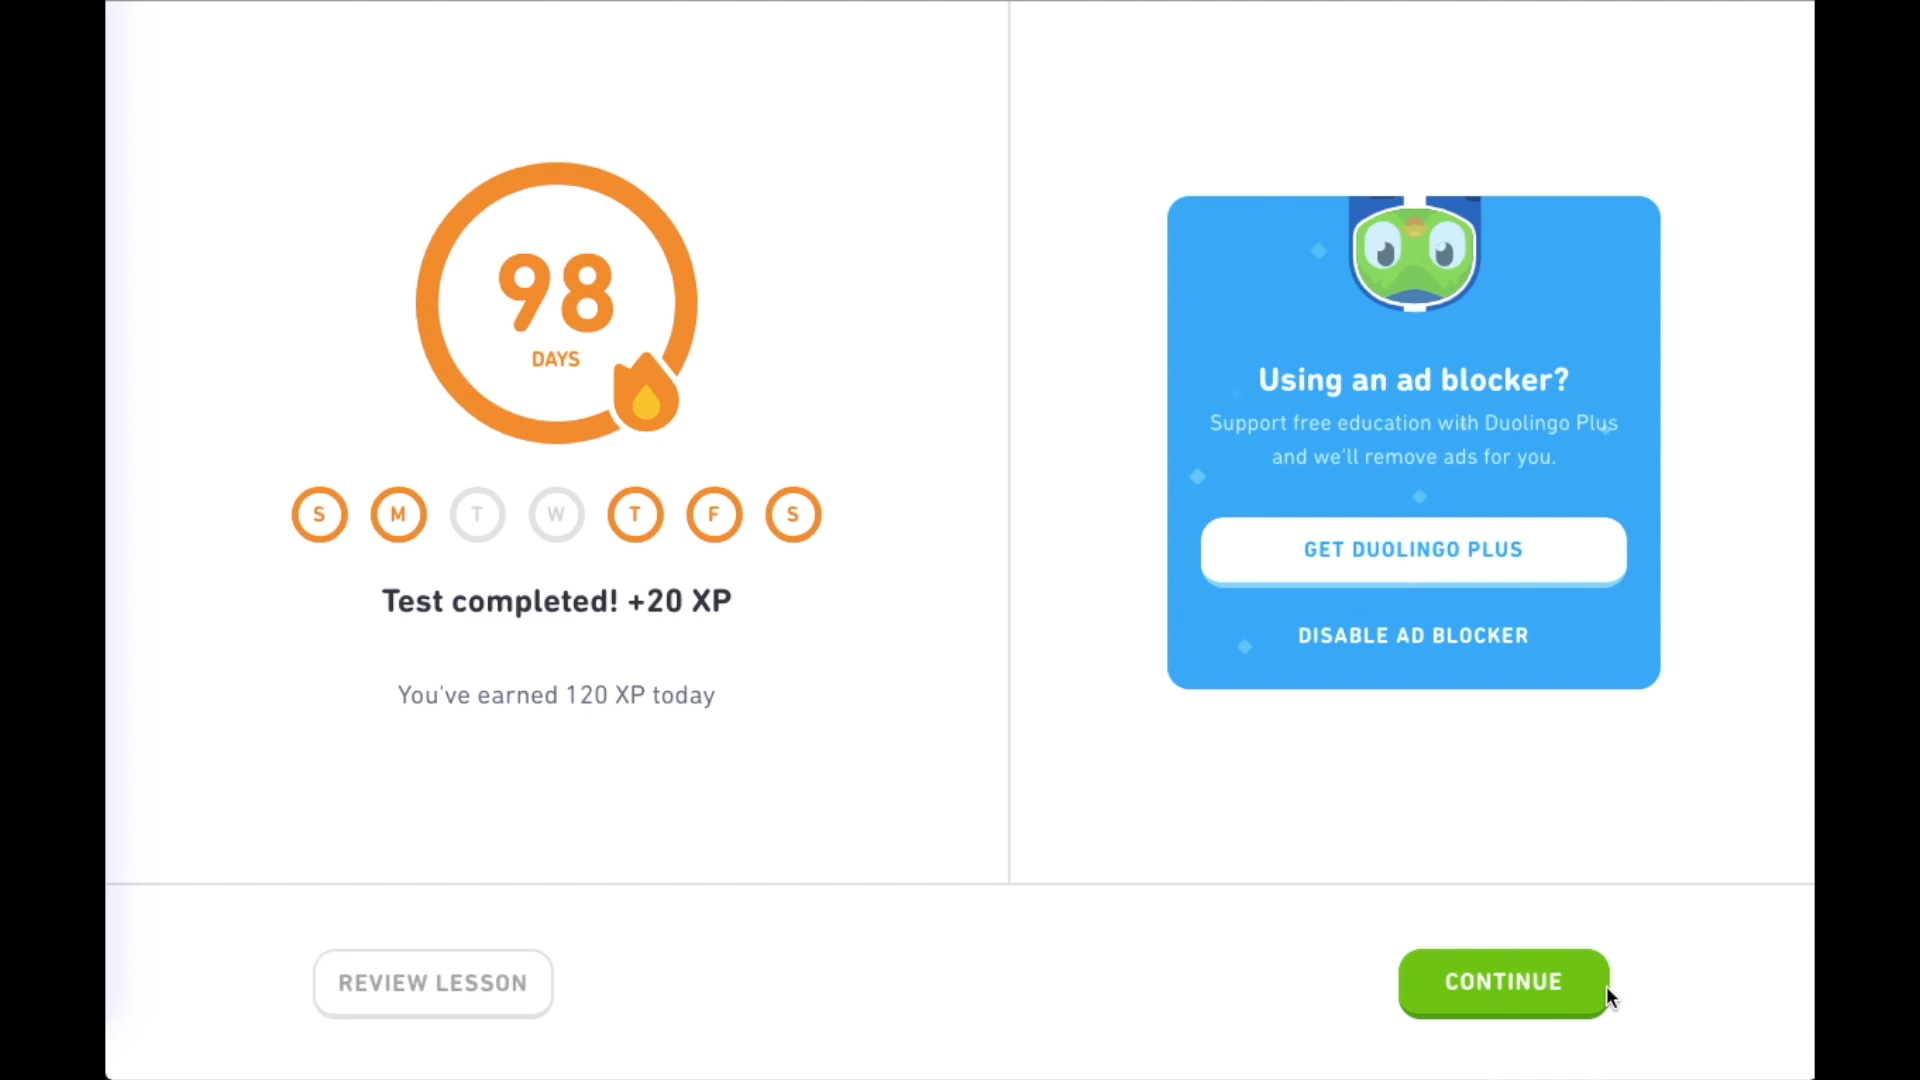 98
DAYS
S M T W T F S
Test completed! +20 XP
You've earned 120 XP today
Using an ad blocker?
Support free education with Duolingo Plus
and we'll remove ads for you.
GET DUOLINGO PLUS
DISABLE AD BLOCKER
REVIEW LESSON
CONTINUE